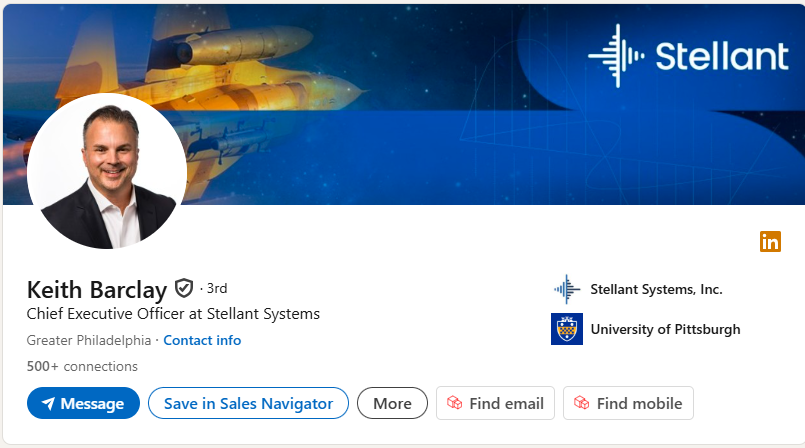 Stellant
Keith Barclay · 3rd
Chief Executive Officer at Stellant Systems
Greater Philadelphia · Contact info
500+ connections
Message
Save in Sales Navigator
More
Find email
Find mobile
in
Stellant Systems, Inc.
University of Pittsburgh